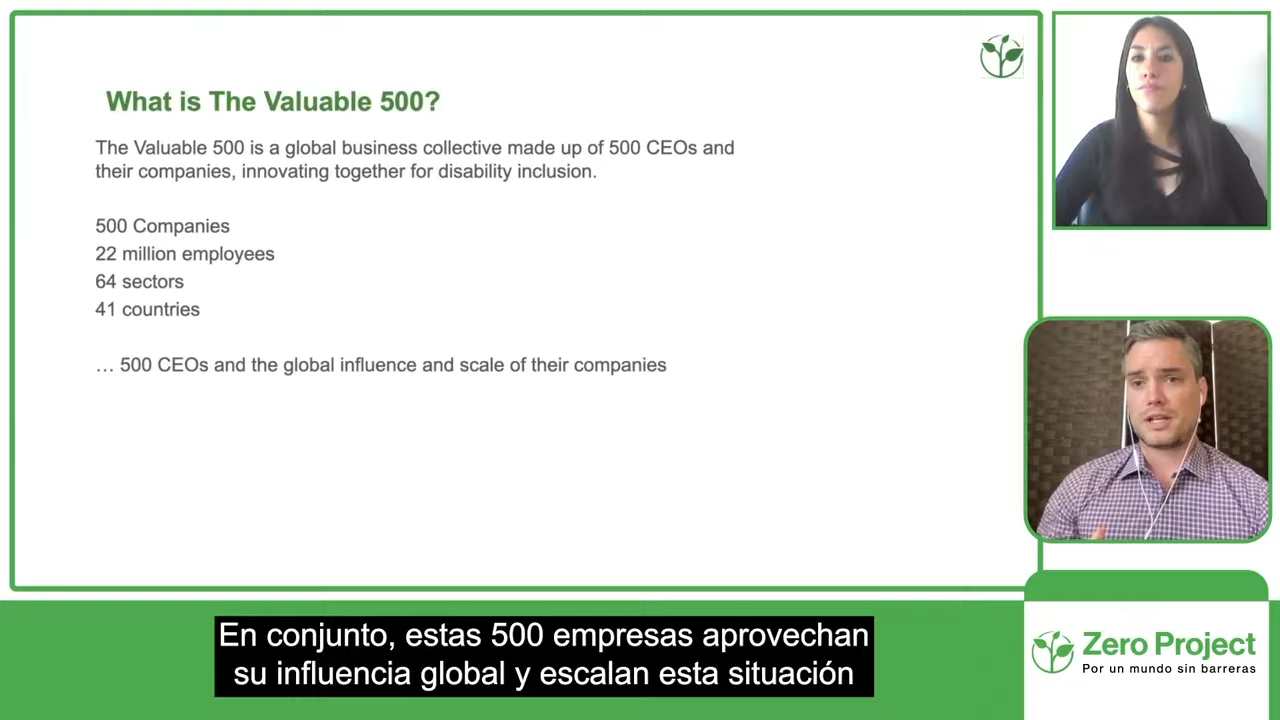 What is The Valuable 500?
The Valuable 500 is a global business collective made up of 500 CEOs and
their companies, innovating together for disability inclusion.
500 Companies
22 million employees
64 sectors
41 countries
… 500 CEOs and the global influence and scale of their companies
En conjunto, estas 500 empresas aprovechan
su influencia global y escalan esta situación
Zero Project
Por un mundo sin barreras